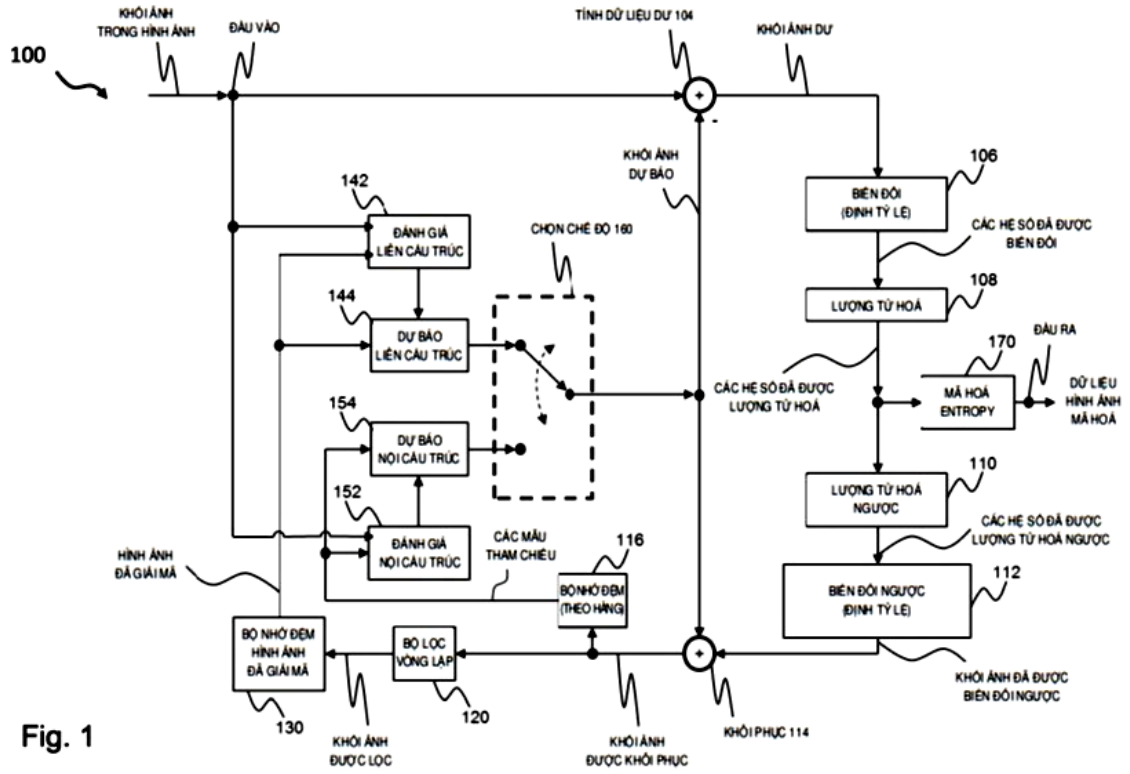 KHỐI ẢNH
TRONG HÌNH ẢNH
ĐẦU VÀO
TÍNH DỮ LIỆU DƯ 104
KHỐI ẢNH DƯ
100
KHỐI ẢNH
DỰ BÁO
106
BIẾN ĐỔI
(ĐỊNH TỶ LỆ)
142
ĐÁNH GIÁ
LIÊN CẤU TRÚC
CHỌN CHẾ ĐỘ 160
CÁC HỆ SỐ ĐÃ ĐƯỢC
BIẾN ĐỔI
108
LƯỢNG TỬ HOÁ
144
DỰ BÁO
LIÊN CẤU TRÚC
170
ĐẦU RA
CÁC HỆ SỐ ĐÃ ĐƯỢC
LƯỢNG TỬ HOÁ
MÃ HOÁ
ENTROPY
DỮ LIỆU
HÌNH ẢNH
MÃ HOÁ
154
DỰ BÁO
NỘI CẤU TRÚC
110
LƯỢNG TỬ HOÁ
NGƯỢC
152
ĐÁNH GIÁ
NỘI CẤU TRÚC
CÁC MẪU
THAM CHIẾU
116
BỘ NHỚ ĐỆM
(THEO HÀNG)
CÁC HỆ SỐ ĐÃ ĐƯỢC
LƯỢNG TỬ HOÁ NGƯỢC
112
BIẾN ĐỔI NGƯỢC
(ĐỊNH TỶ LỆ)
HÌNH ẢNH
ĐÃ GIẢI MÃ
BỘ NHỚ ĐỆM
HÌNH ẢNH
ĐÃ GIẢI MÃ
130
BỘ LỌC
VÒNG LẶP
120
KHỐI ẢNH ĐÃ ĐƯỢC
BIẾN ĐỔI NGƯỢC
KHÔI PHỤC 114
KHỐI ẢNH
ĐƯỢC LỌC
KHỐI ẢNH
ĐƯỢC KHÔI PHỤC
Fig. 1